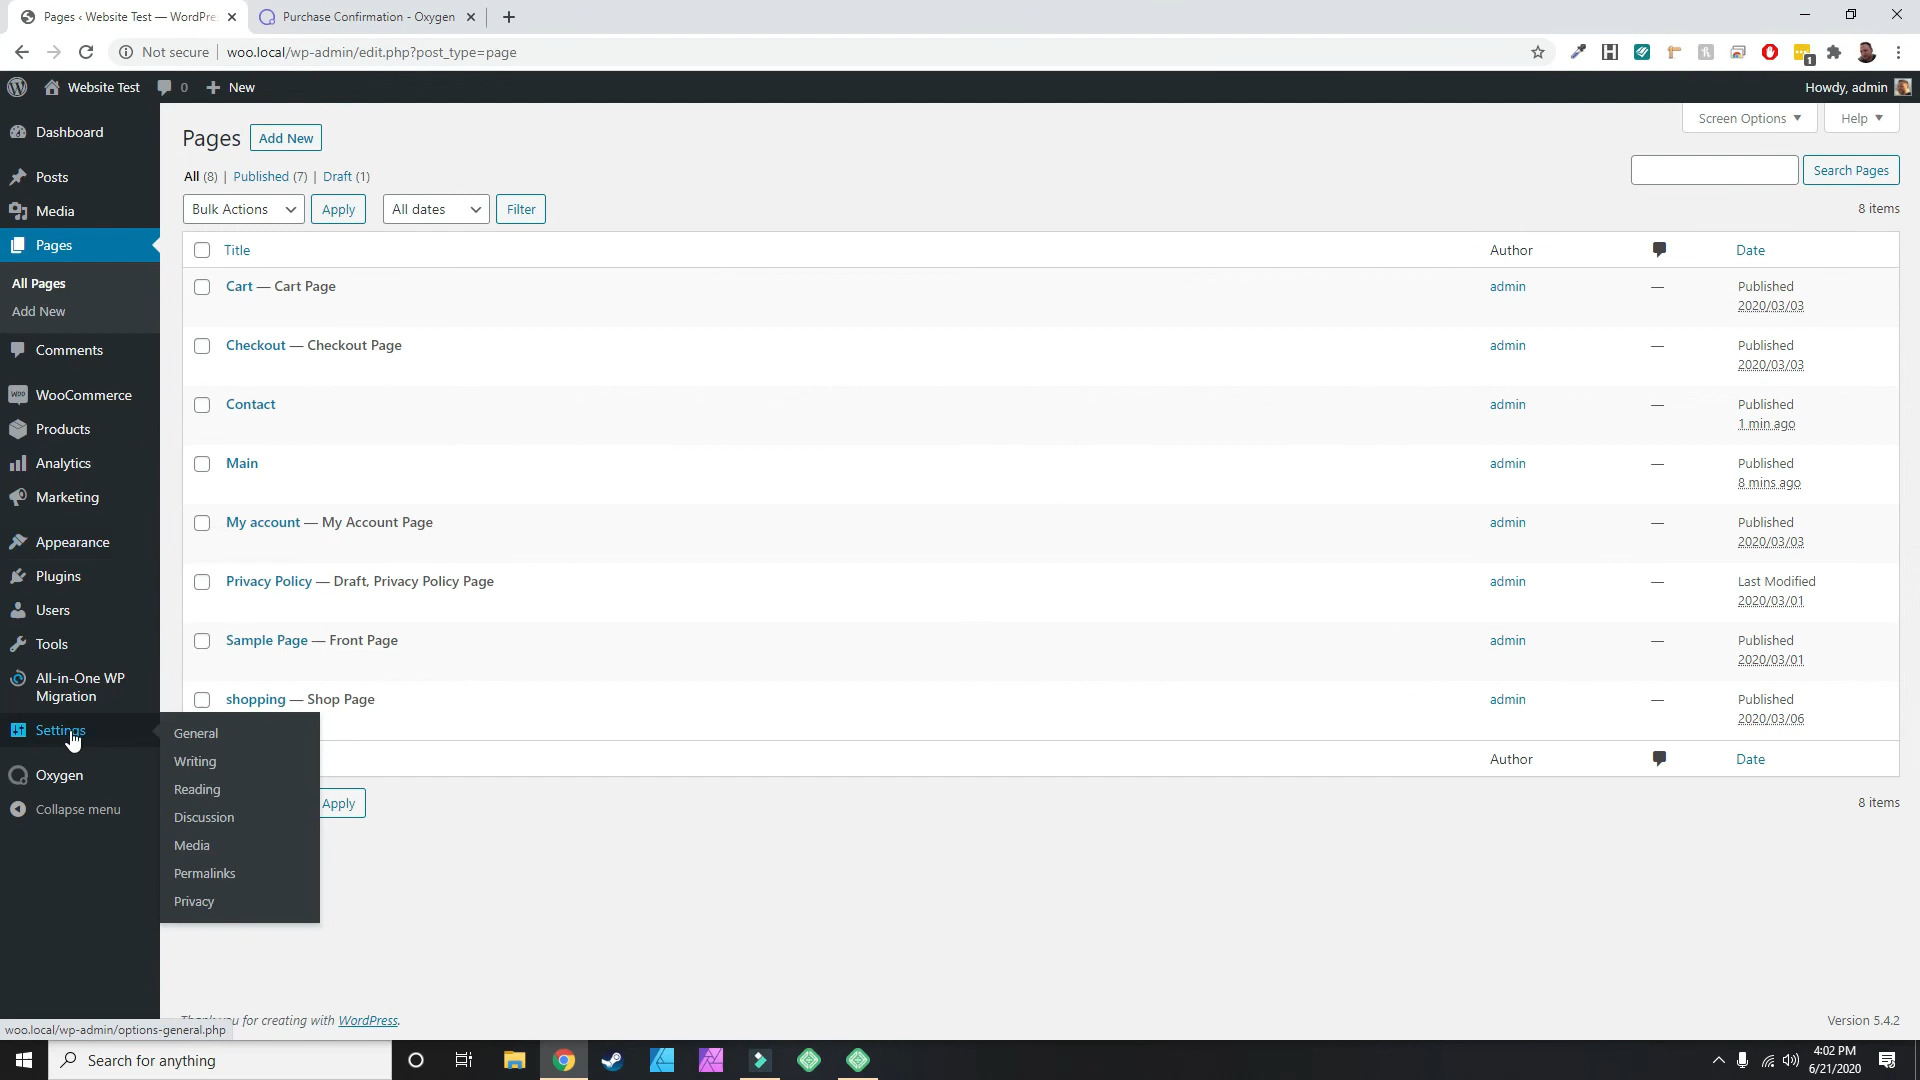 Pages ‹ Website Test — WordPre
Purchase Confirmation - Oxygen
Not secure
woo.local/wp-admin/edit.php?post_type=page
1
Website Test
0
New
Howdy, admin
Dashboard
Posts
Media
Pages
All Pages
Add New
Comments
WooCommerce
Products
Analytics
Marketing
Appearance
Plugins
Users
Tools
All-in-One WP
Migration
Settings
Oxygen
Collapse menu
General
Writing
Reading
Discussion
Media
Permalinks
Privacy
Pages
Add New
Screen Options
Help
All (8) | Published (7) | Draft (1)
Search Pages
Bulk Actions
Apply
All dates
Filter
8 items
Title
Author
Date
Cart — Cart Page
admin
—
Published
2020/03/03
Checkout — Checkout Page
admin
—
Published
2020/03/03
Contact
admin
—
Published
1 min ago
Main
admin
—
Published
8 mins ago
My account — My Account Page
admin
—
Published
2020/03/03
Privacy Policy — Draft, Privacy Policy Page
admin
—
Last Modified
2020/03/01
Sample Page — Front Page
admin
—
Published
2020/03/01
shopping — Shop Page
admin
—
Published
2020/03/06
Author
Date
Apply
8 items
for creating with WordPress.
Version 5.4.2
woo.local/wp-admin/options-general.php
Search for anything
4:02 PM
6/21/2020